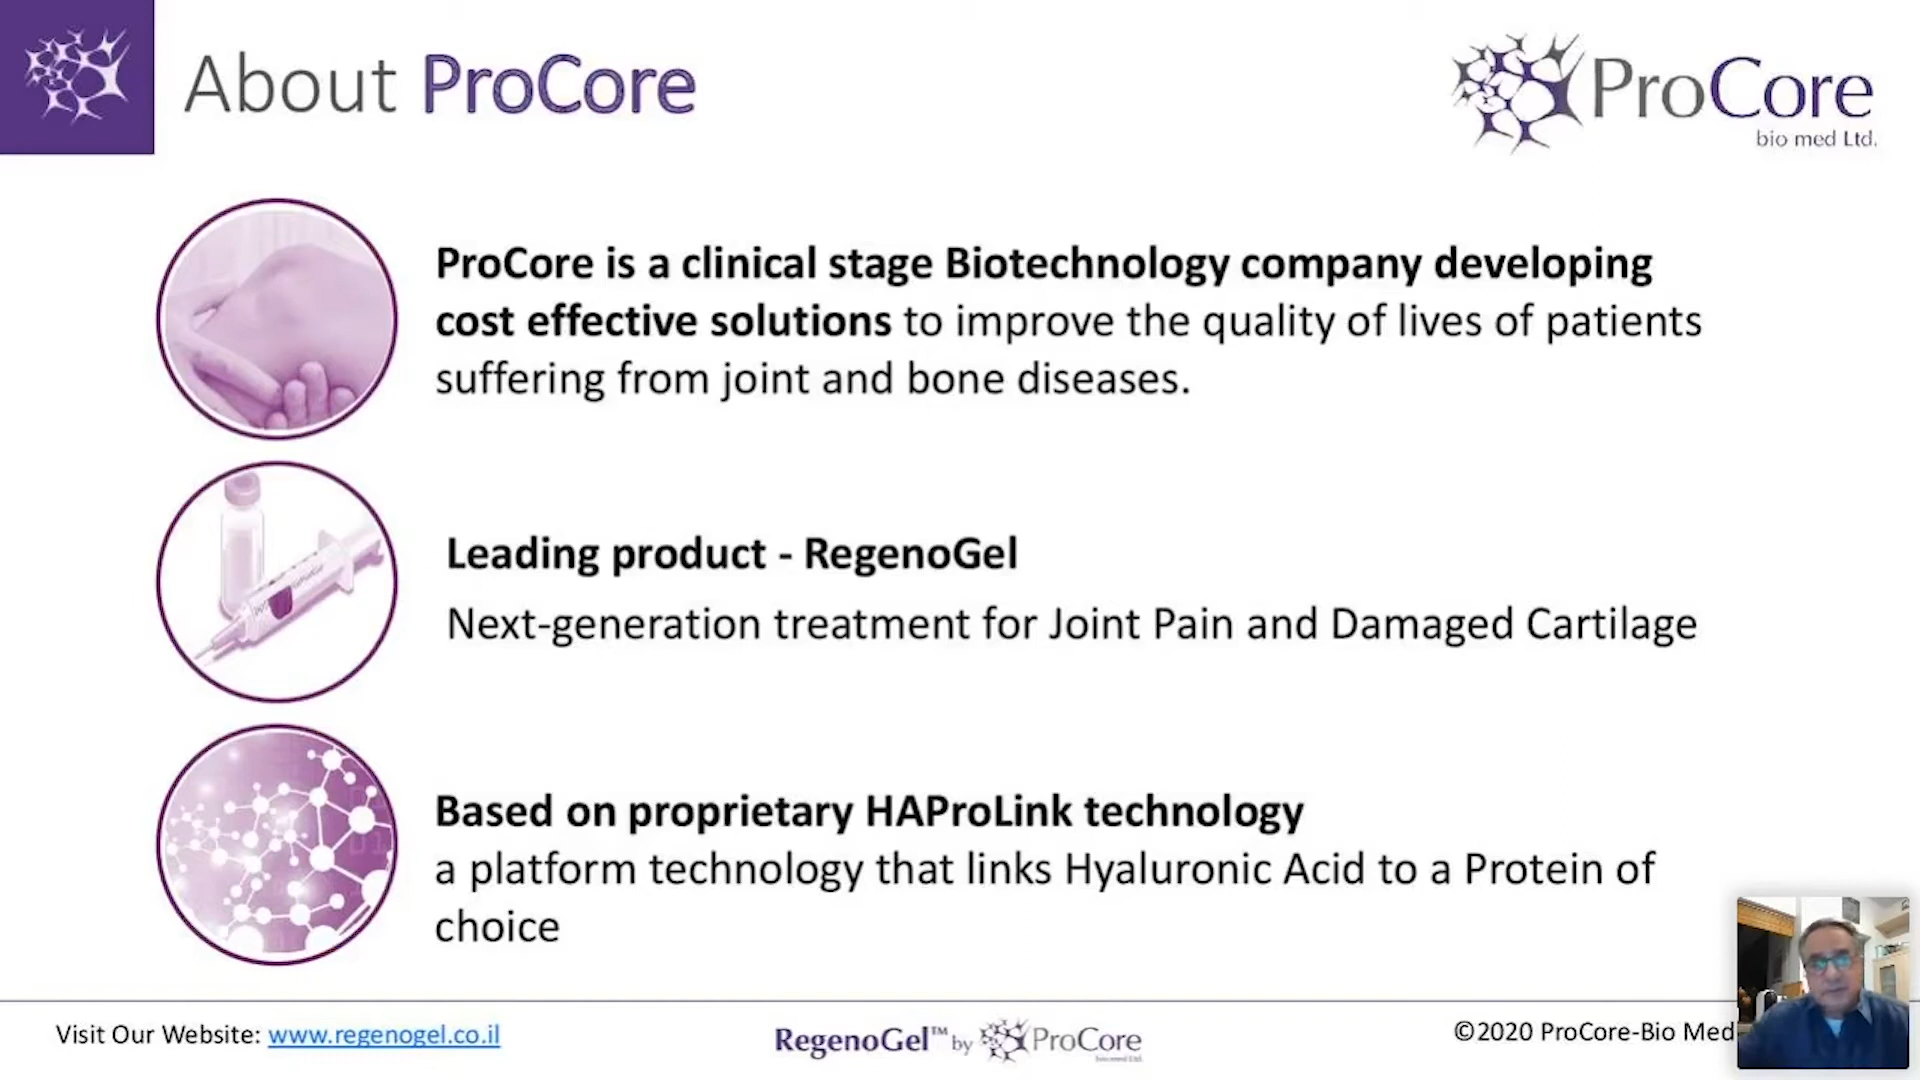 About ProCore
ProCore
bio med Ltd.
ProCore is a clinical stage Biotechnology company developing
cost effective solutions to improve the quality of lives of patients
suffering from joint and bone diseases.
Leading product - RegenoGel
Next-generation treatment for Joint Pain and Damaged Cartilage
Based on proprietary HAProLink technology
a platform technology that links Hyaluronic Acid to a Protein of
choice
Visit Our Website: www.regenogel.co.il
RegenoGel™ by ProCore
bio med Ltd.
©2020 ProCore-Bio Med